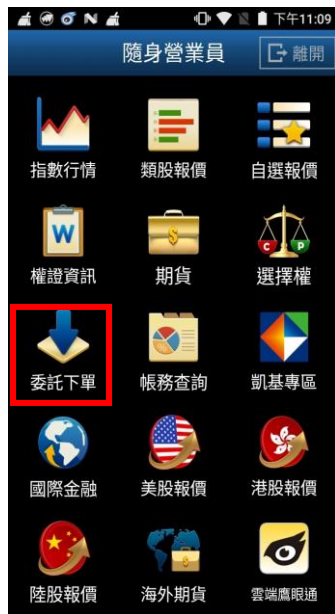 下午11:09
隨身營業員
離開
指數行情 類股報價 自選報價
W
$
C P
權證資訊 期貨 選擇權
委託下單 帳務查詢 凱基專區
國際金融 美股報價 港股報價
陸股報價 海外期貨 雲端鷹眼通